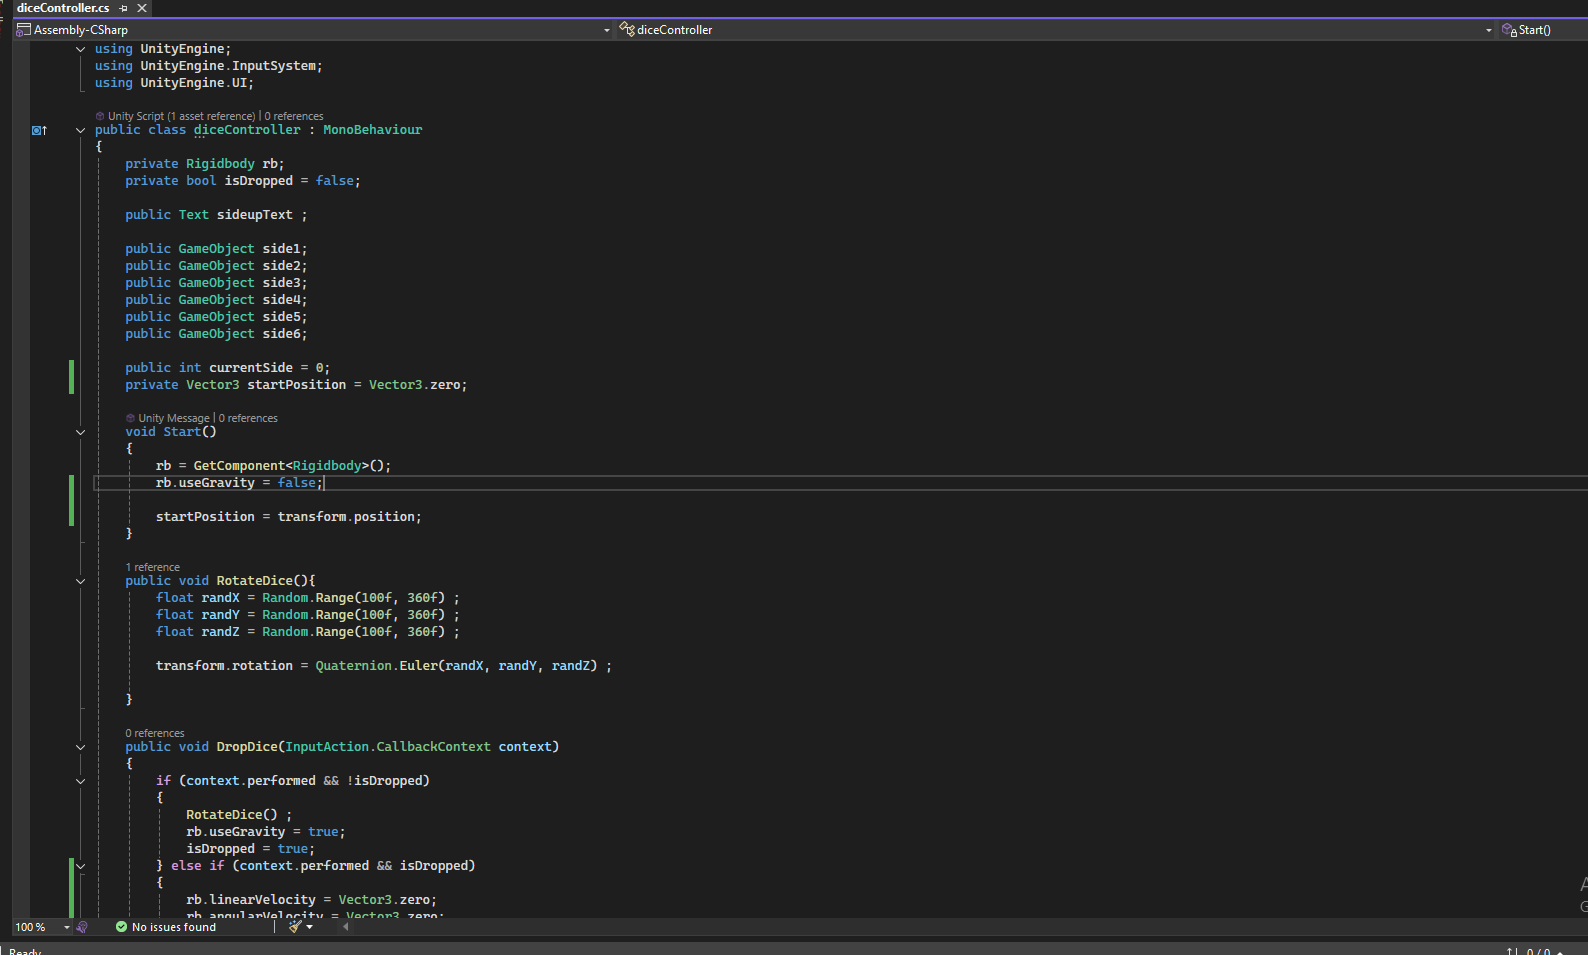 diceController.cs
Assembly-CSharp diceController Start()
using UnityEngine;
using UnityEngine.InputSystem;
using UnityEngine.UI;
Unity Script (1 asset reference) | 0 references
public class diceController : MonoBehaviour
{
private Rigidbody rb;
private bool isDropped = false;
public Text sideupText ;
public GameObject side1;
public GameObject side2;
public GameObject side3;
public GameObject side4;
public GameObject side5;
public GameObject side6;
public int currentSide = 0;
private Vector3 startPosition = Vector3.zero;
Unity Message | 0 references
void Start()
{
rb = GetComponent<Rigidbody>();
rb.useGravity = false;
startPosition = transform.position;
}
1 reference
public void RotateDice(){
float randX = Random.Range(100f, 360f) ;
float randY = Random.Range(100f, 360f) ;
float randZ = Random.Range(100f, 360f) ;
transform.rotation = Quaternion.Euler(randX, randY, randZ) ;
}
0 references
public void DropDice(InputAction.CallbackContext context)
{
if (context.performed && !isDropped)
{
RotateDice() ;
rb.useGravity = true;
isDropped = true;
} else if (context.performed && isDropped)
{
rb.linearVelocity = Vector3.zero;
rb.angularVelocity = Vector3.zero;
100 % No issues found
Ready 0 / 0